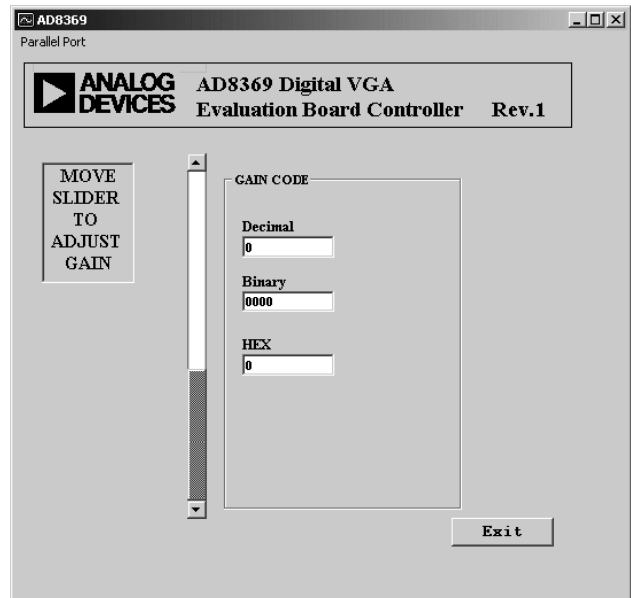 AD8369
Parallel Port
ANALOG
DEVICES
AD8369 Digital VGA
Evaluation Board Controller Rev.1
MOVE
SLIDER
TO
ADJUST
GAIN
GAIN CODE
Decimal
0
Binary
0000
HEX
0
Exit